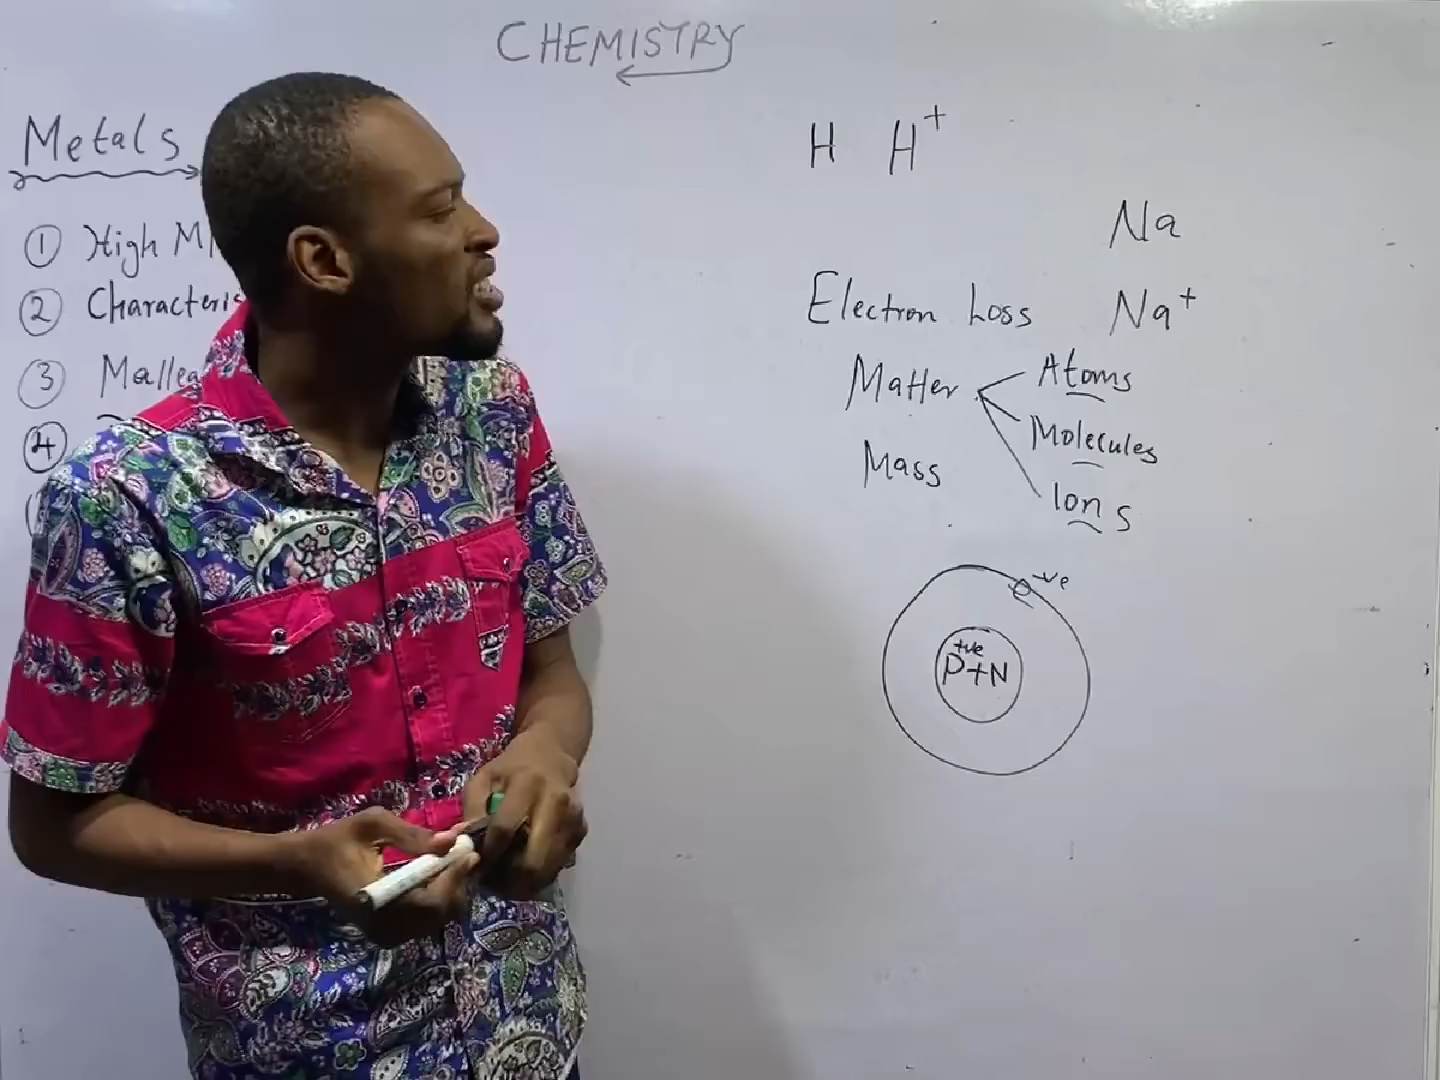 CHEMISTRY
Metals
① High M
② Characteris
③ Mallea
④
H H⁺
Na
Electron Loss Na⁺
Matter Atoms
Molecules
Mass
Ions
-ve
+ve
P+N